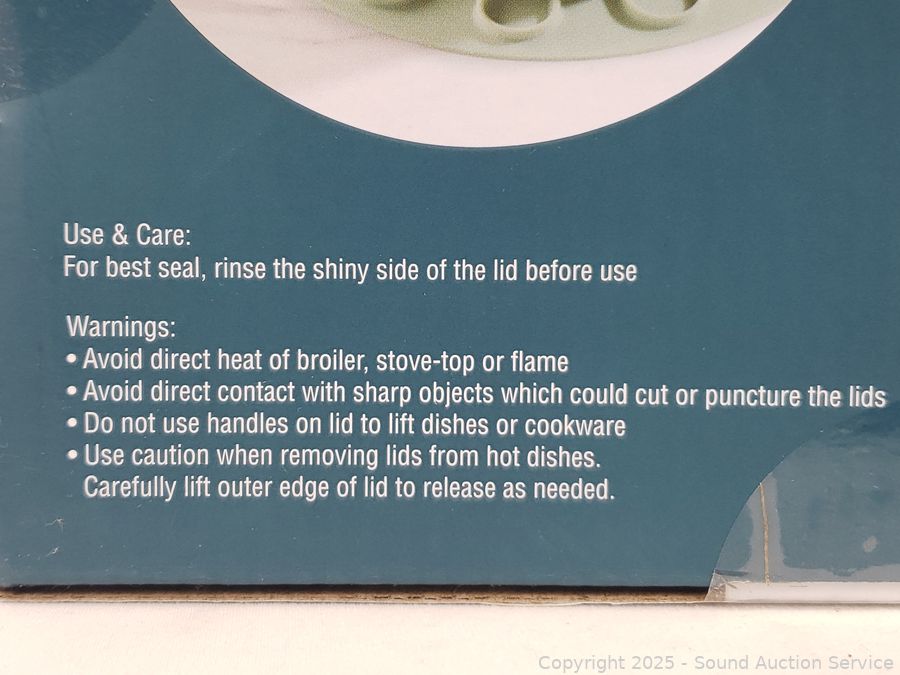 Use & Care:
For best seal, rinse the shiny side of the lid before use
Warnings:
• Avoid direct heat of broiler, stove-top or flame
• Avoid direct contact with sharp objects which could cut or puncture the lids
• Do not use handles on lid to lift dishes or cookware
• Use caution when removing lids from hot dishes.
Carefully lift outer edge of lid to release as needed.
Copyright 2025 - Sound Auction Service